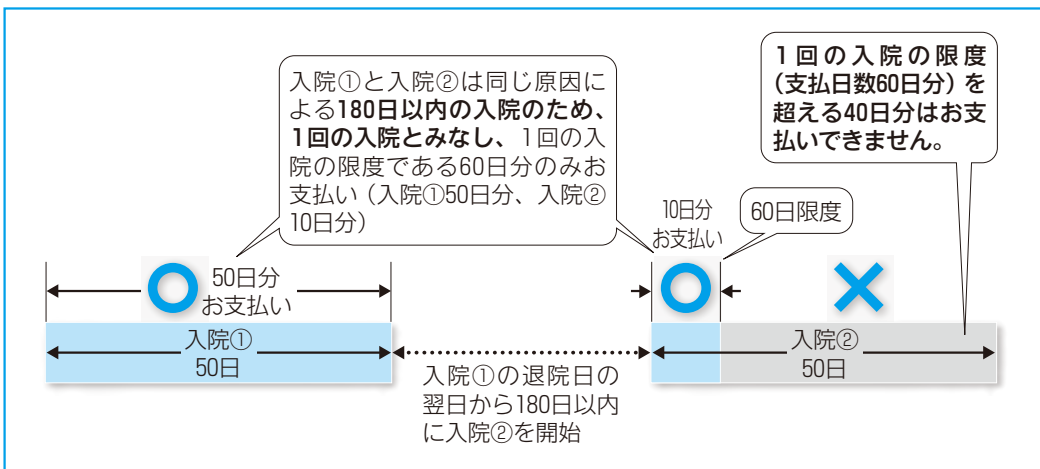 入院①と入院②は同じ原因に
よる180日以内の入院のため、
1回の入院とみなし、1回の入
院の限度である60日分のみお
支払い（入院①50日分、入院②
10日分）
1回の入院の限度
（支払日数60日分）を
超える40日分はお支
払いできません。
10日分
お支払い
60日限度
50日分
お支払い
入院①
50日
入院①の退院日の
翌日から180日以内
に入院②を開始
入院②
50日